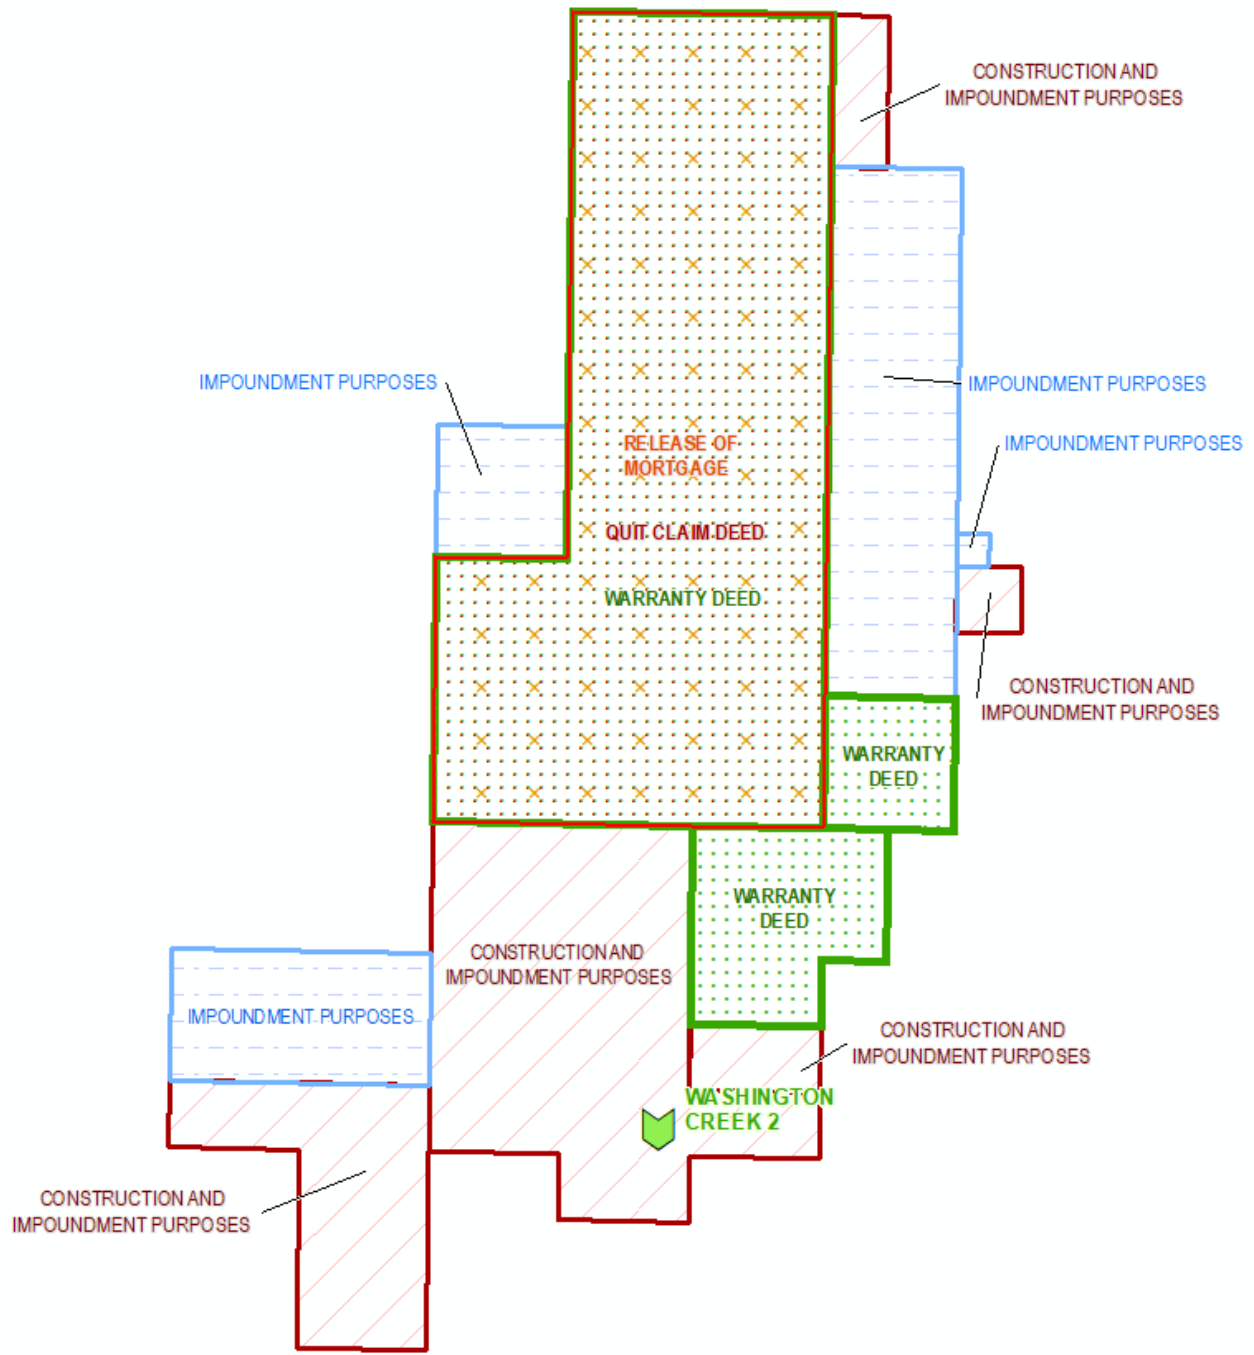 CONSTRUCTION AND
IMPOUNDMENT PURPOSES
IMPOUNDMENT PURPOSES
IMPOUNDMENT PURPOSES
IMPOUNDMENT PURPOSES
RELEASE OF
MORTGAGE
QUIT CLAIM DEED
WARRANTY DEED
CONSTRUCTION AND
IMPOUNDMENT PURPOSES
WARRANTY
DEED
WARRANTY
DEED
CONSTRUCTION AND
IMPOUNDMENT PURPOSES
IMPOUNDMENT PURPOSES
CONSTRUCTION AND
IMPOUNDMENT PURPOSES
WASHINGTON
CREEK 2
CONSTRUCTION AND
IMPOUNDMENT PURPOSES